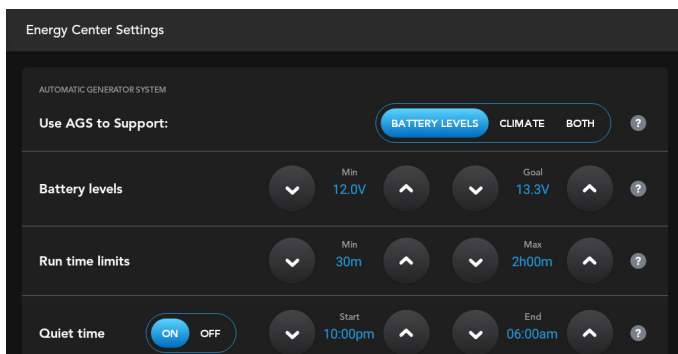 Energy Center Settings
AUTOMATIC GENERATOR SYSTEM
Use AGS to Support: BATTERY LEVELS CLIMATE BOTH ?
Min Goal
Battery levels 12.0V 13.3V ?
Min Max
Run time limits 30m 2h00m ?
Start End
Quiet time ON OFF 10:00pm 06:00am ?